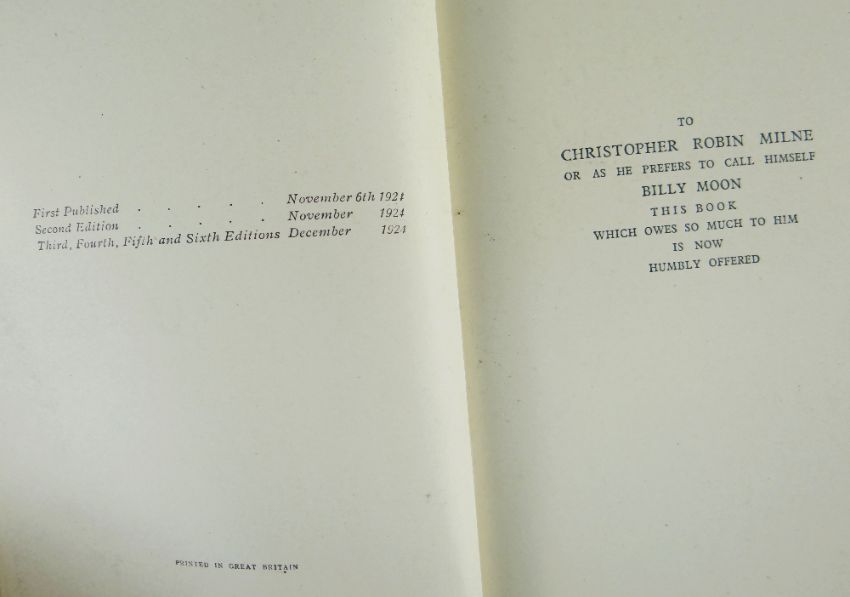 First Published . . . . . November 6th 1924
Second Edition . . . . . November 1924
Third, Fourth, Fifth and Sixth Editions December 1924
PRINTED IN GREAT BRITAIN
TO
CHRISTOPHER ROBIN MILNE
OR AS HE PREFERS TO CALL HIMSELF
BILLY MOON
THIS BOOK
WHICH OWES SO MUCH TO HIM
IS NOW
HUMBLY OFFERED